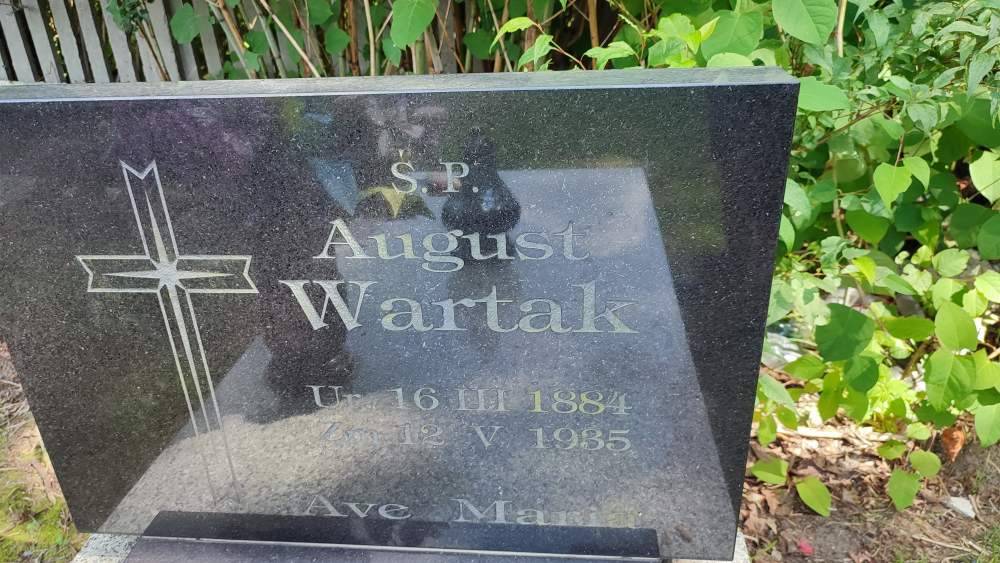 Ś. P.
August
Wartak
Ur. 16 III 1884
Zm. 12 V 1935
Ave Maria